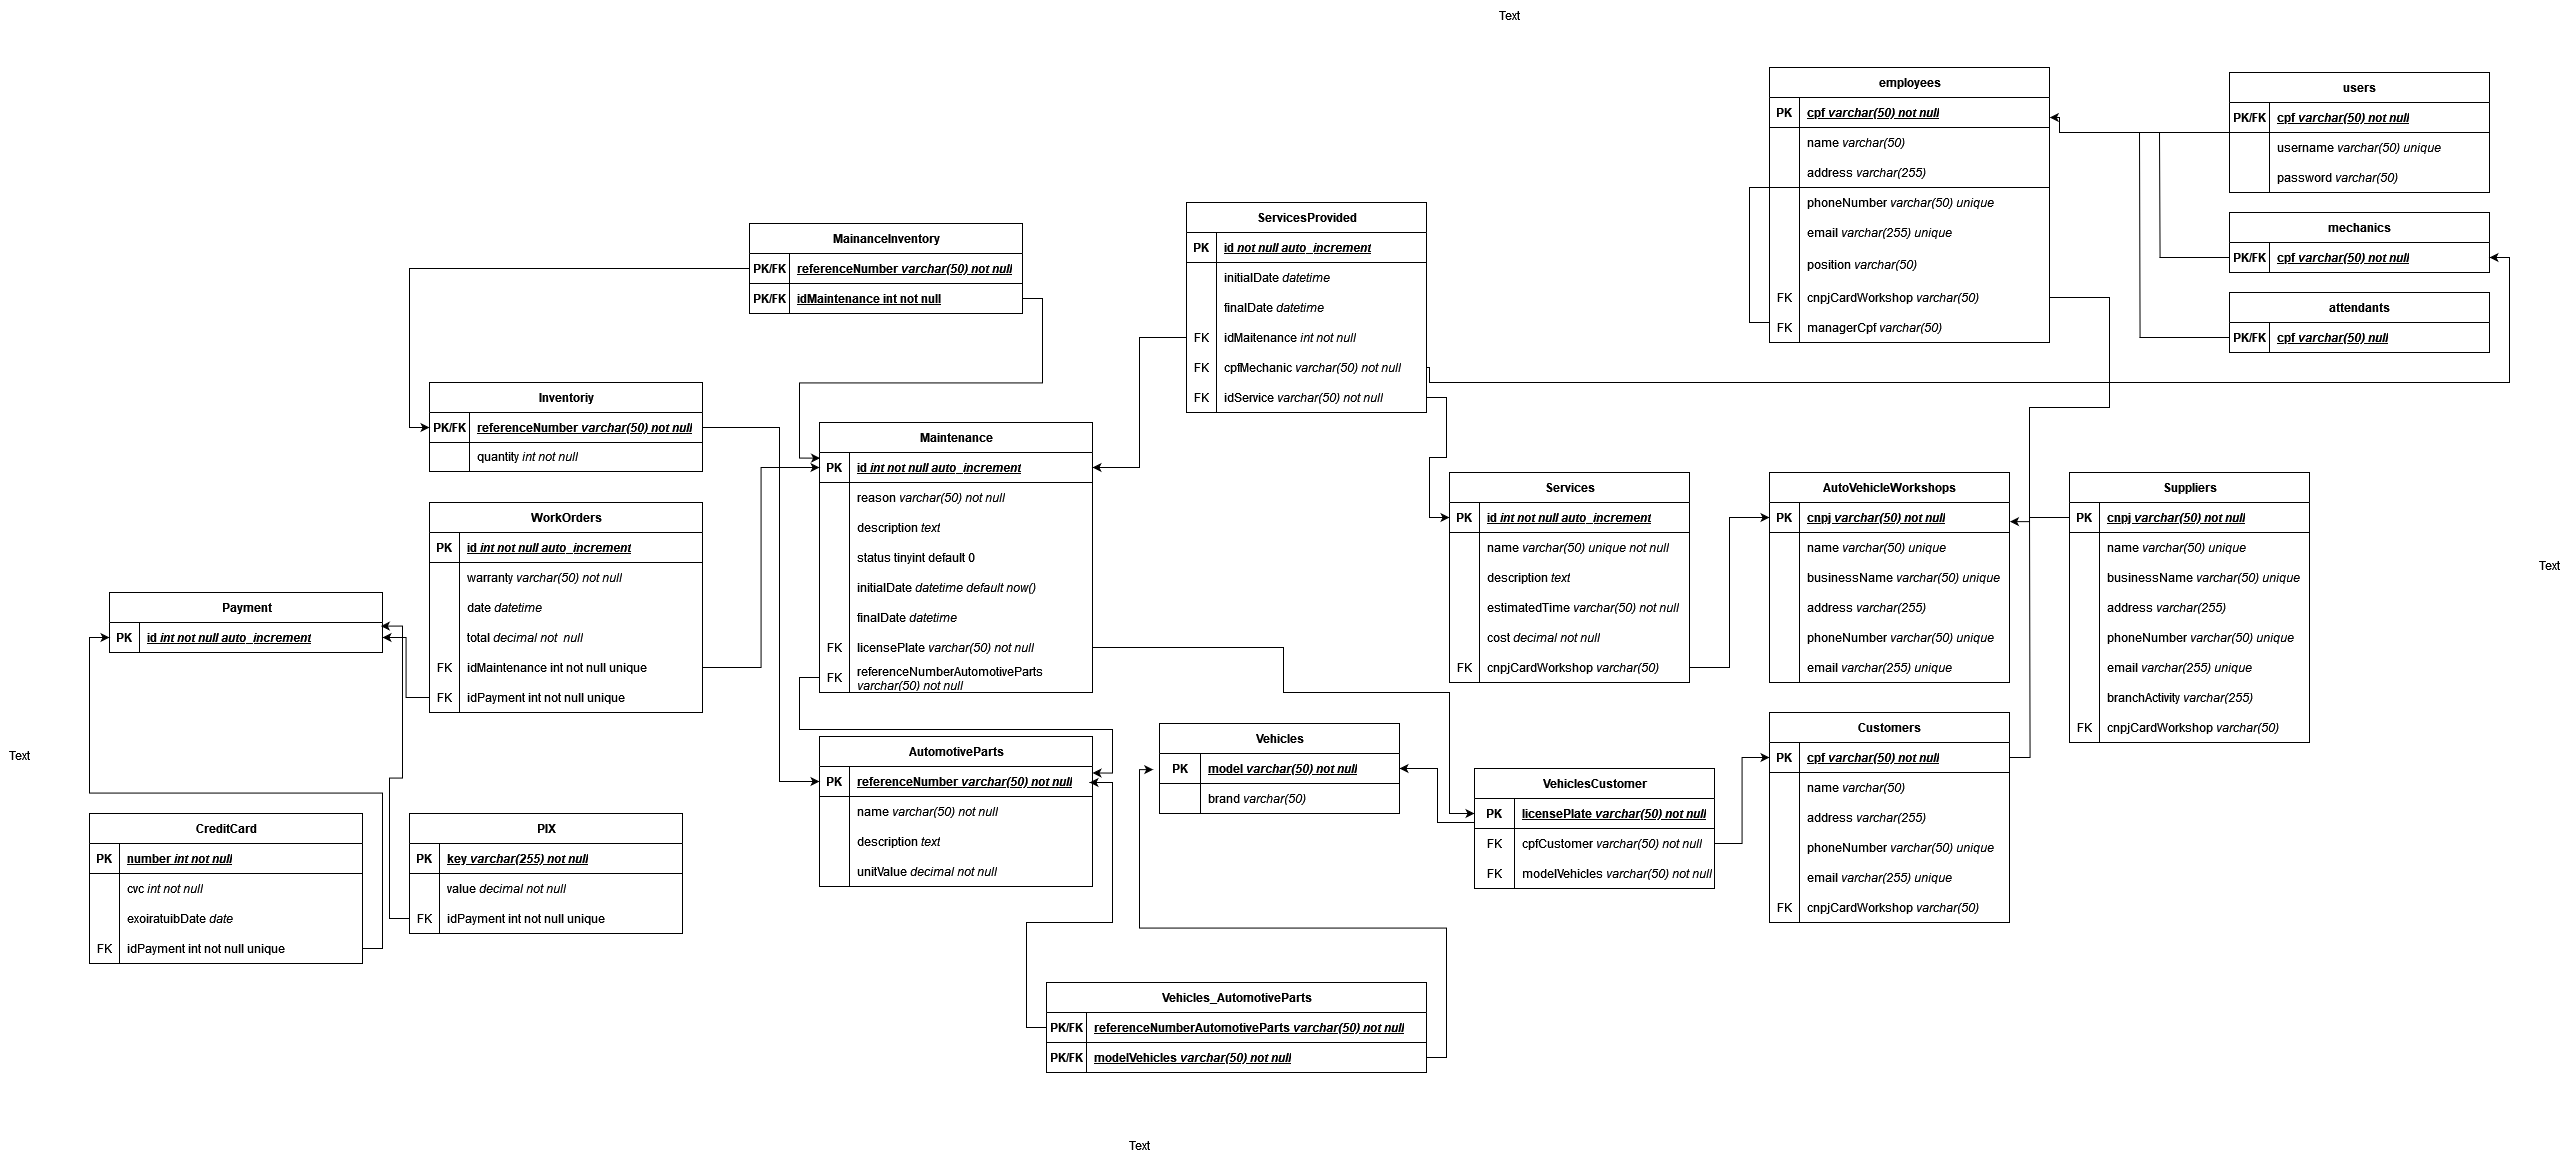 Text
employees
PK cpf varchar(50) not null
name varchar(50)
address varchar(255)
phoneNumber varchar(50) unique
email varchar(255) unique
position varchar(50)
FK cnpjCardWorkshop varchar(50)
FK managerCpf varchar(50)
users
PK/FK cpf varchar(50) not null
username varchar(50) unique
password varchar(50)
mechanics
PK/FK cpf varchar(50) not null
attendants
PK/FK cpf varchar(50) null
ServicesProvided
PK id not null auto_increment
initialDate datetime
finalDate datetime
FK idMaitenance int not null
FK cpfMechanic varchar(50) not null
FK idService varchar(50) not null
MainanceInventory
PK/FK referenceNumber varchar(50) not null
PK/FK idMaintenance int not null
Inventoriy
PK/FK referenceNumber varchar(50) not null
quantity int not null
Maintenance
PK id int not null auto_increment
reason varchar(50) not null
description text
status tinyint default 0
initialDate datetime default now()
finalDate datetime
FK licensePlate varchar(50) not null
FK referenceNumberAutomotiveParts
varchar(50) not null
Services
PK id int not null auto_increment
name varchar(50) unique not null
description text
estimatedTime varchar(50) not null
cost decimal not null
FK cnpjCardWorkshop varchar(50)
AutoVehicleWorkshops
PK cnpj varchar(50) not null
name varchar(50) unique
businessName varchar(50) unique
address varchar(255)
phoneNumber varchar(50) unique
email varchar(255) unique
Suppliers
PK cnpj varchar(50) not null
name varchar(50) unique
businessName varchar(50) unique
address varchar(255)
phoneNumber varchar(50) unique
email varchar(255) unique
branchActivity varchar(255)
FK cnpjCardWorkshop varchar(50)
Text
WorkOrders
PK id int not null auto_increment
warranty varchar(50) not null
date datetime
total decimal not null
FK idMaintenance int not null unique
FK idPayment int not null unique
Payment
PK id int not null auto_increment
Text
AutomotiveParts
PK referenceNumber varchar(50) not null
name varchar(50) not null
description text
unitValue decimal not null
Vehicles
PK model varchar(50) not null
brand varchar(50)
VehiclesCustomer
PK licensePlate varchar(50) not null
FK cpfCustomer varchar(50) not null
FK modelVehicles varchar(50) not null
Customers
PK cpf varchar(50) not null
name varchar(50)
address varchar(255)
phoneNumber varchar(50) unique
email varchar(255) unique
FK cnpjCardWorkshop varchar(50)
CreditCard
PK number int not null
cvc int not null
exoiratuibDate date
FK idPayment int not null unique
PIX
PK key varchar(255) not null
value decimal not null
FK idPayment int not null unique
Vehicles_AutomotiveParts
PK/FK referenceNumberAutomotiveParts varchar(50) not null
PK/FK modelVehicles varchar(50) not null
Text